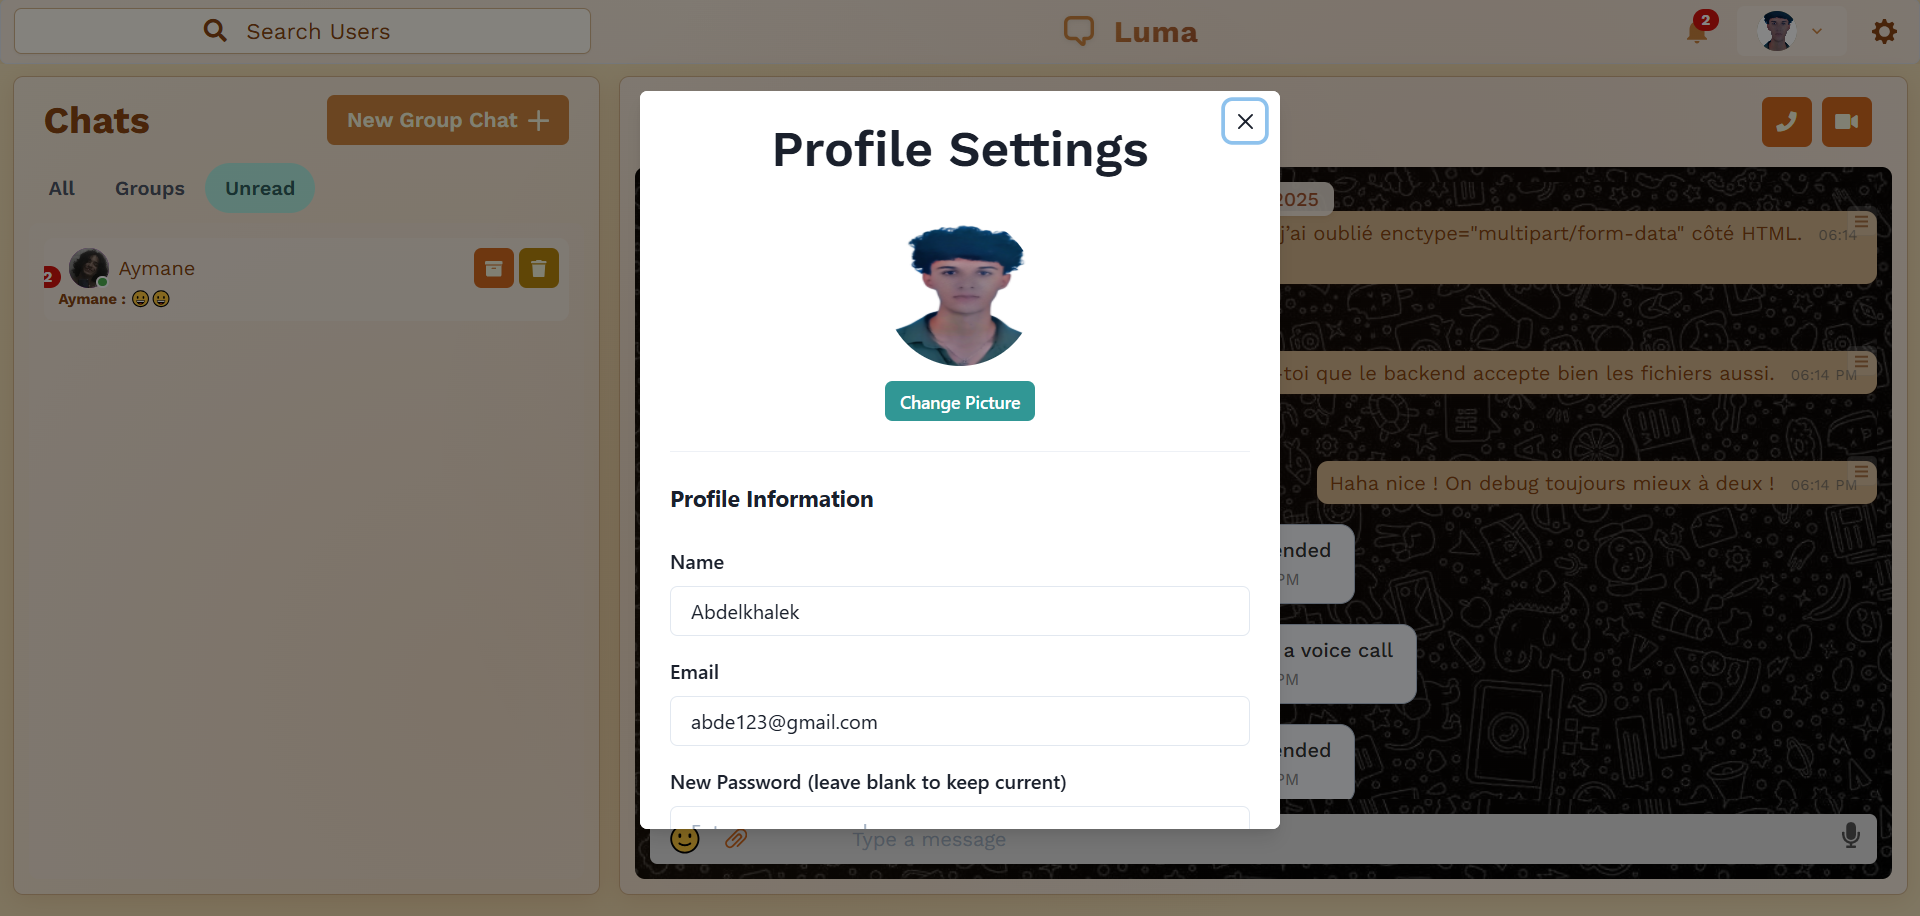 Search Users
Luma
2
Chats
New Group Chat
All
Groups
Unread
2
Aymane
Aymane :
Profile Settings
Change Picture
Profile Information
Name
Abdelkhalek
Email
abde123@gmail.com
New Password (leave blank to keep current)
2025
j'ai oublié enctype="multipart/form-data" côté HTML. 06:14
-toi que le backend accepte bien les fichiers aussi. 06:14 PM
Haha nice ! On debug toujours mieux à deux ! 06:14 PM
ended
PM
a voice call
PM
ended
PM
Type a message